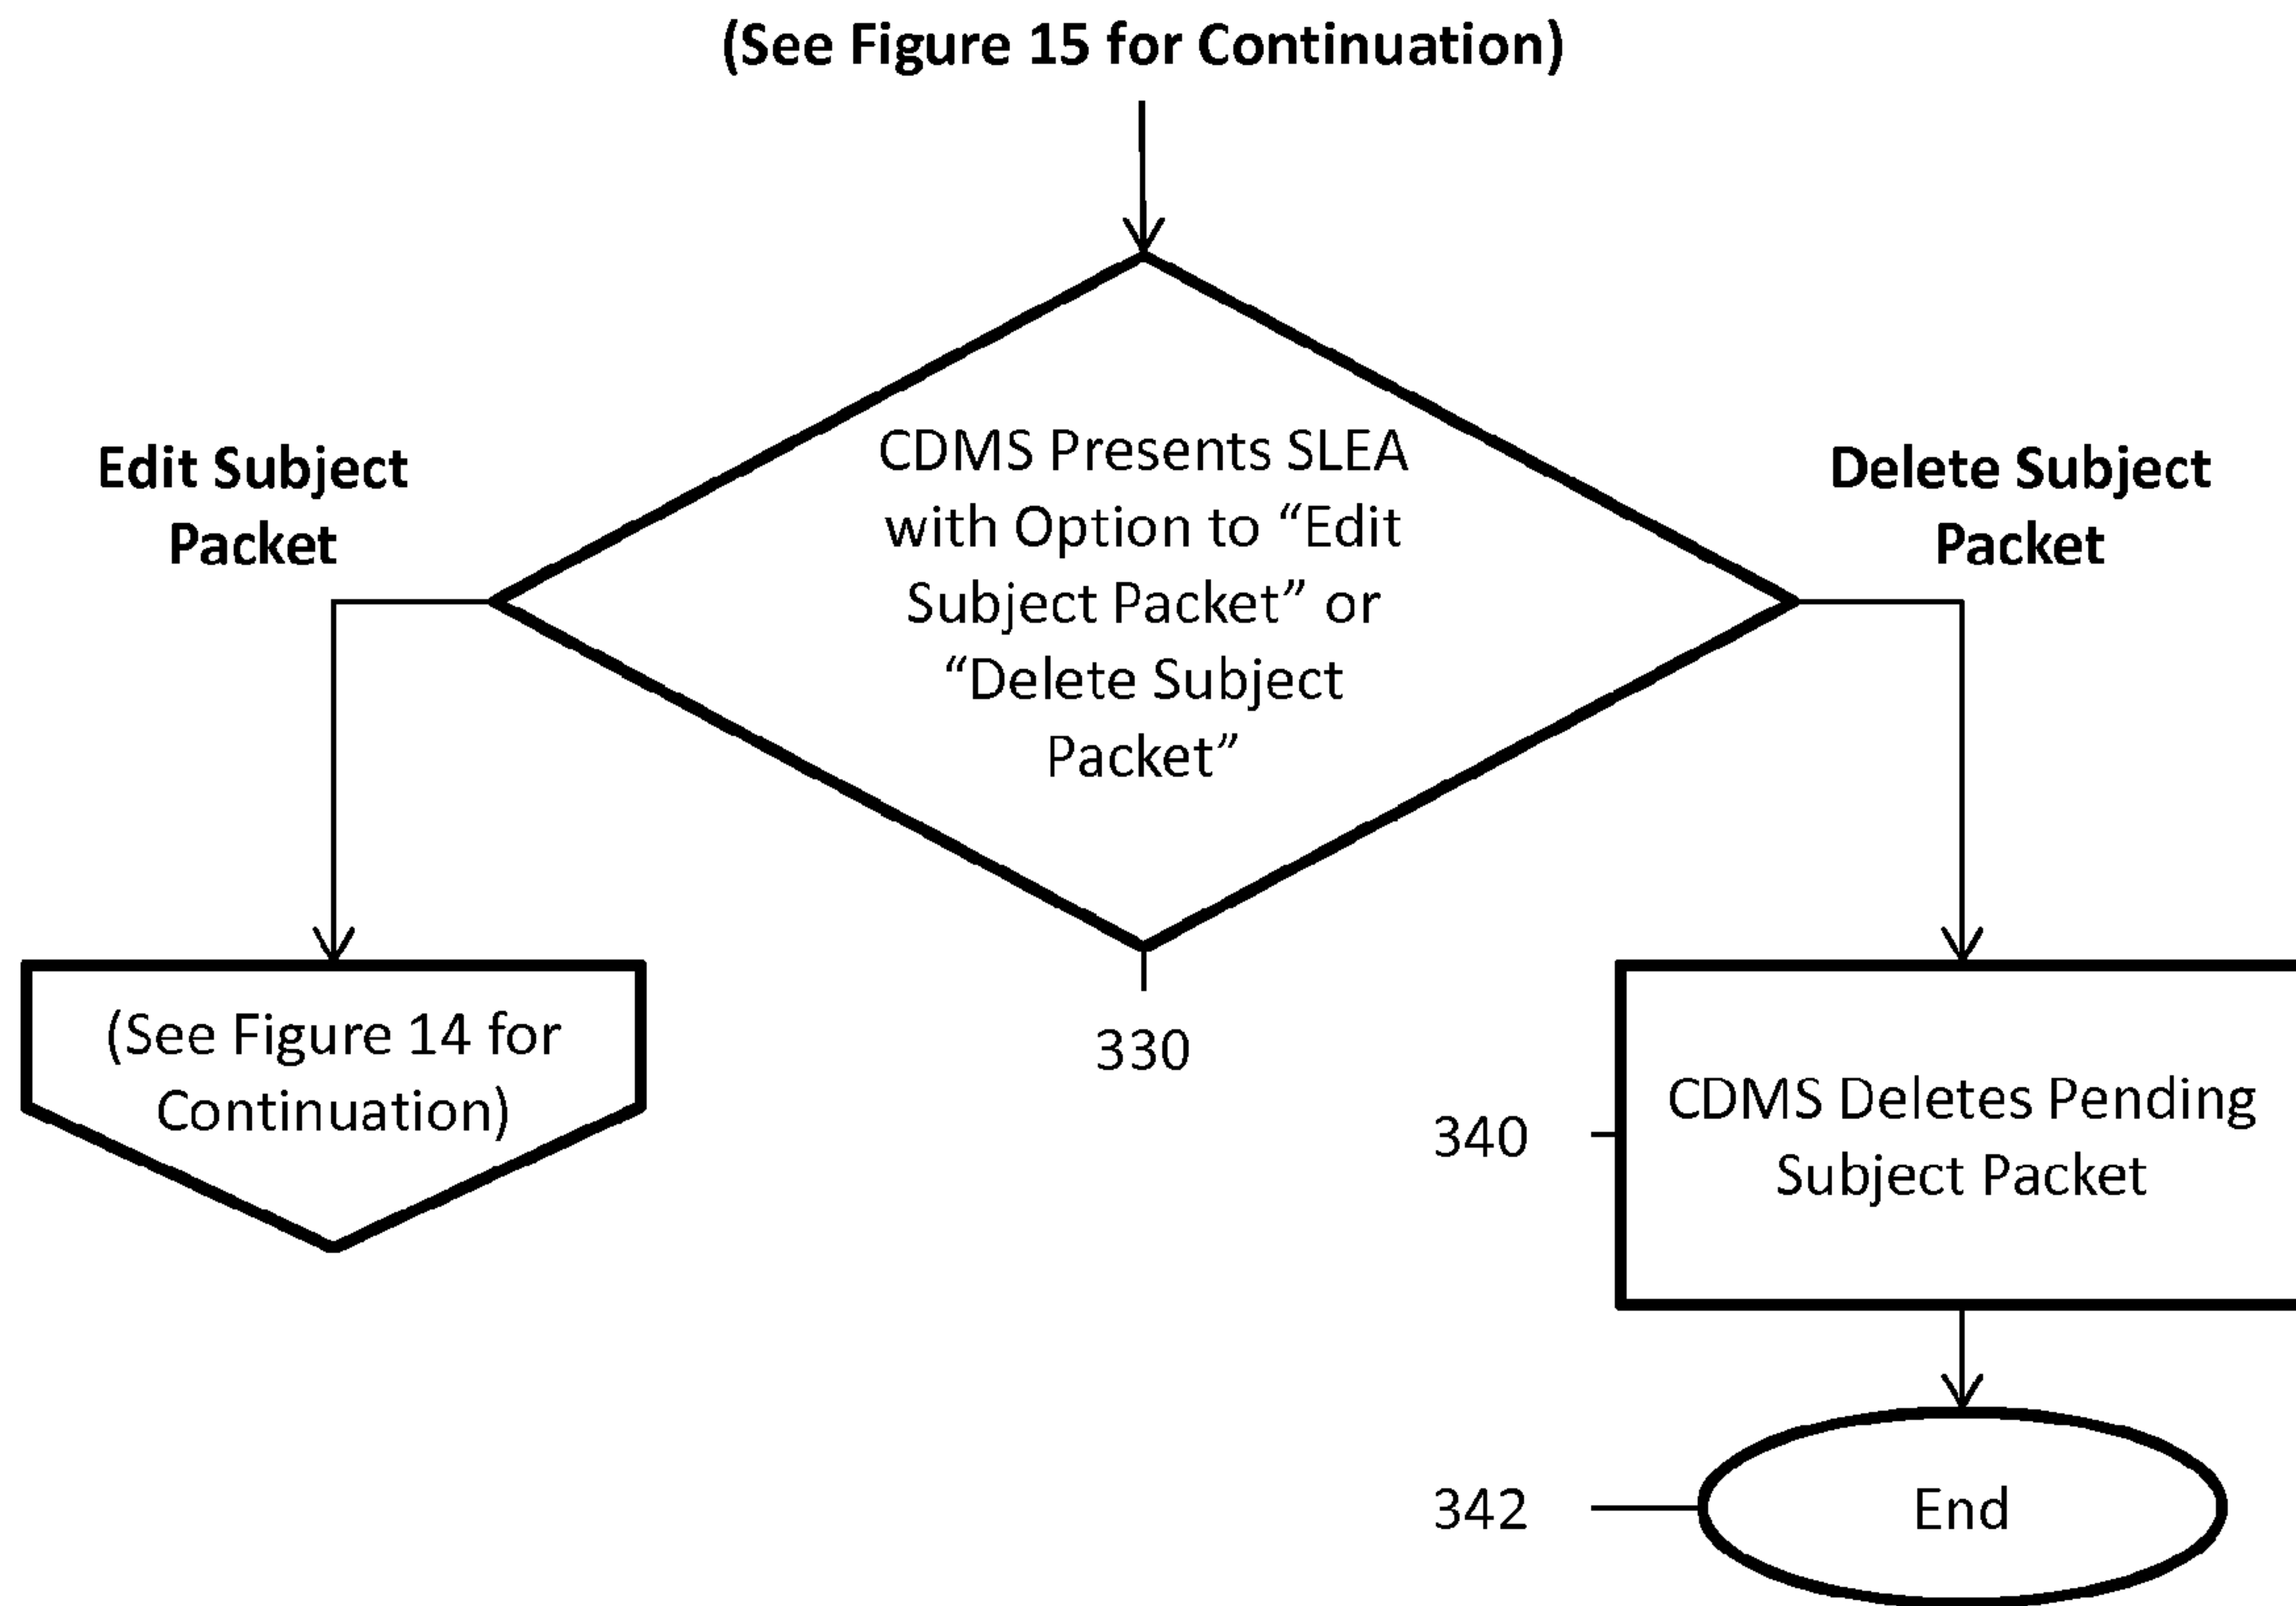 (See Figure 15 for Continuation)
Edit Subject
Packet
CDMS Presents SLEA
with Option to “Edit
Subject Packet” or
“Delete Subject
Packet”
Delete Subject
Packet
(See Figure 14 for
Continuation)
330
340
CDMS Deletes Pending
Subject Packet
342
End